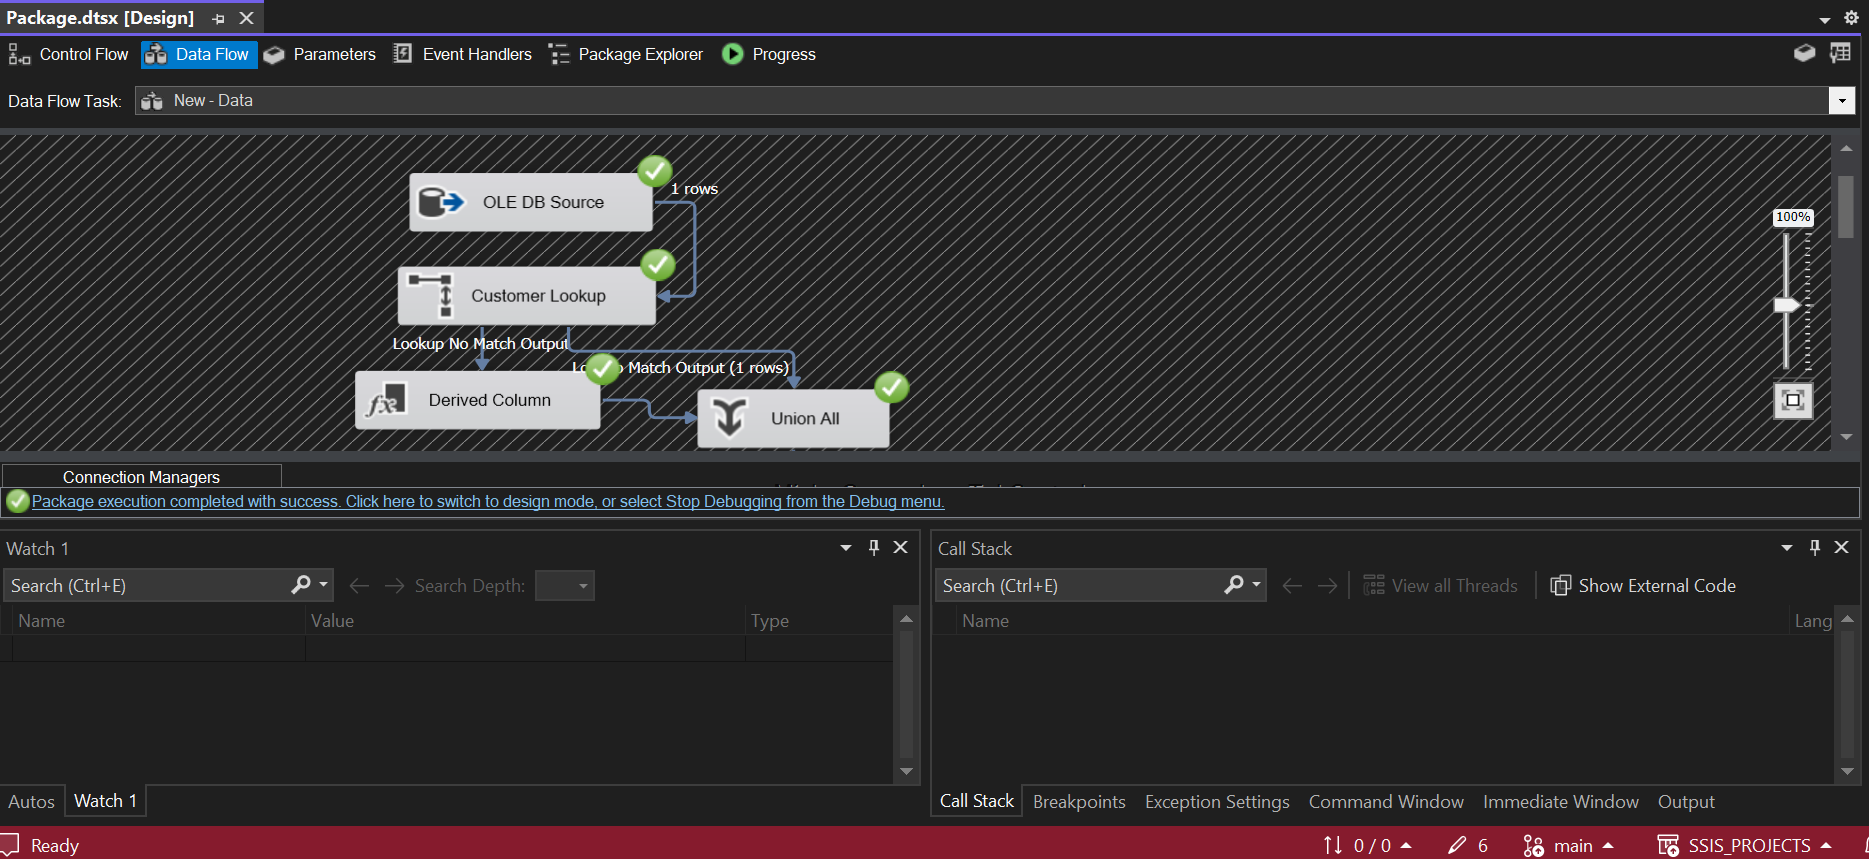 Package.dtsx [Design]
Control Flow Data Flow Parameters Event Handlers Package Explorer Progress
Data Flow Task: New - Data
1 rows
OLE DB Source
100%
Customer Lookup
Lookup No Match Output
Match Output (1 rows)
Derived Column
Union All
Connection Managers
Package execution completed with success. Click here to switch to design mode, or select Stop Debugging from the Debug menu.
Watch 1
Search (Ctrl+E) Search Depth:
Name Value Type
Autos Watch 1
Call Stack
Search (Ctrl+E) View all Threads Show External Code
Name Lang
Call Stack Breakpoints Exception Settings Command Window Immediate Window Output
Ready 0 / 0 6 main SSIS_PROJECTS